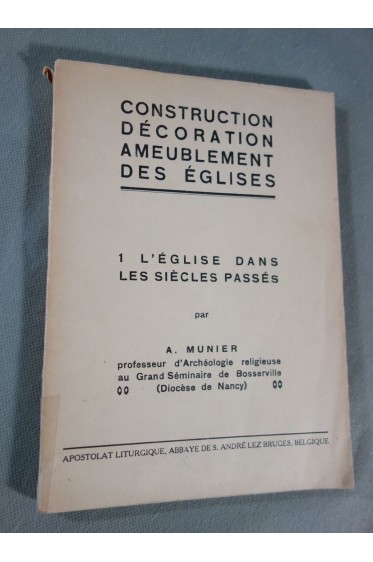 CONSTRUCTION
DÉCORATION
AMEUBLEMENT
DES ÉGLISES
1 L'ÉGLISE DANS
LES SIÈCLES PASSÉS
par
A. MUNIER
professeur d'Archéologie religieuse
au Grand Séminaire de Bosserville
(Diocèse de Nancy)
APOSTOLAT LITURGIQUE, ABBAYE DE S. ANDRÉ LEZ BRUGES, BELGIQUE